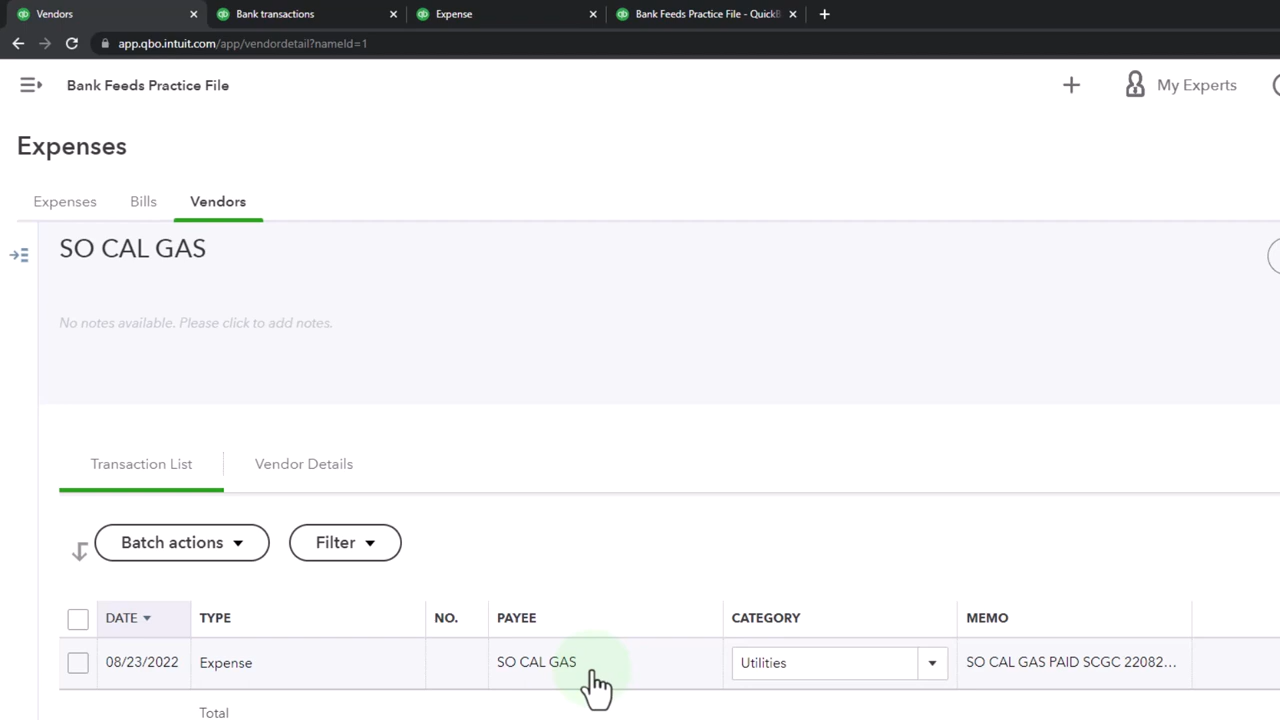 Vendors
Bank transactions
Expense
Bank Feeds Practice File - QuickB
app.qbo.intuit.com/app/vendordetail?nameId=1
Bank Feeds Practice File
My Experts
Expenses
Expenses Bills Vendors
SO CAL GAS
No notes available. Please click to add notes.
Transaction List Vendor Details
Batch actions Filter
DATE TYPE NO. PAYEE CATEGORY MEMO
08/23/2022 Expense SO CAL GAS Utilities SO CAL GAS PAID SCGC 22082...
Total